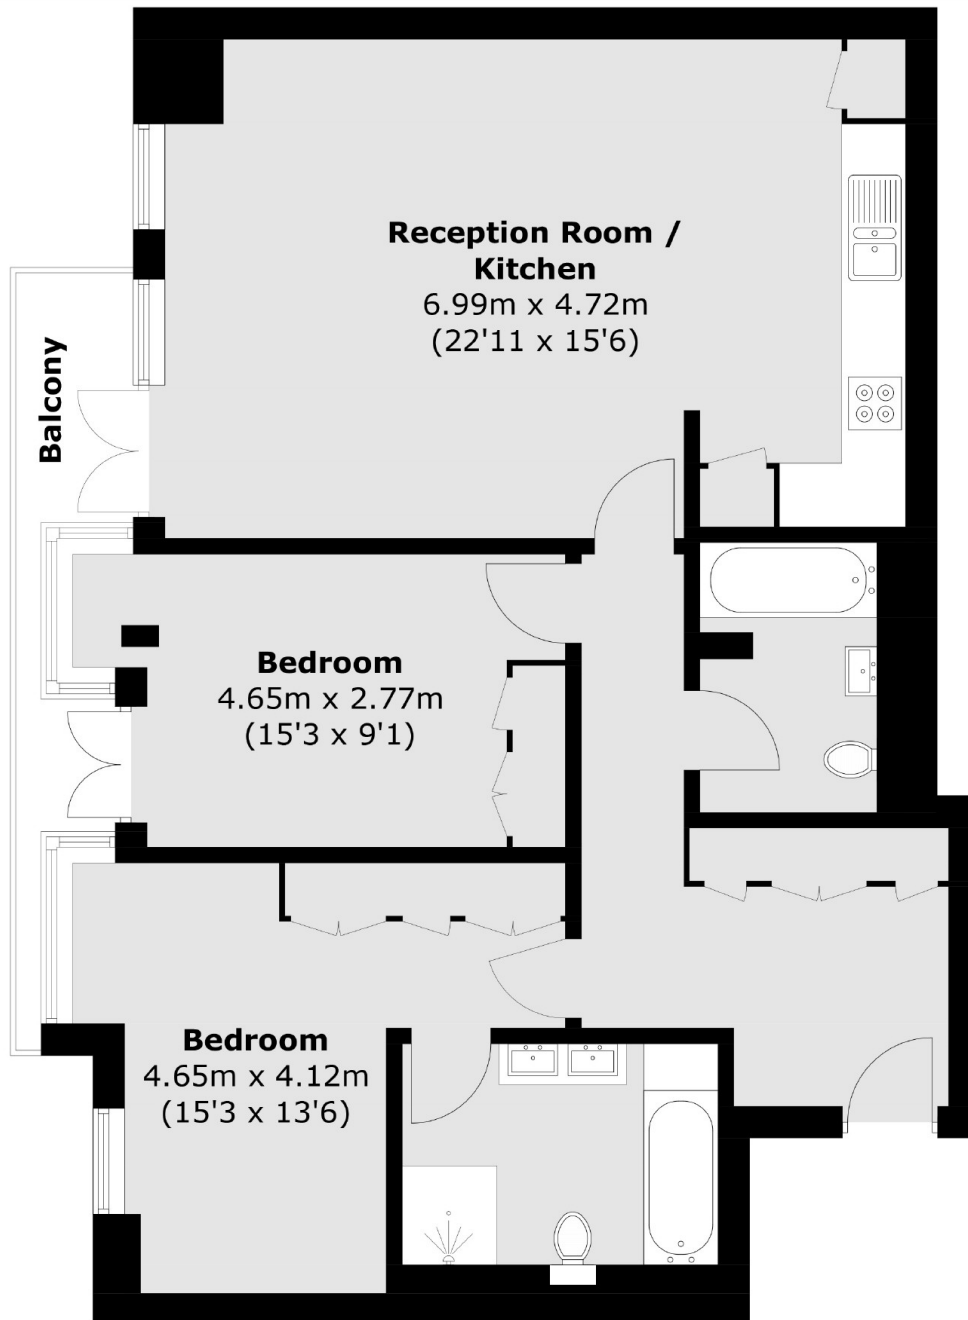 Reception Room /
Kitchen
6.99m x 4.72m
(22'11 x 15'6)
Balcony
Bedroom
4.65m x 2.77m
(15'3 x 9'1)
Bedroom
4.65m x 4.12m
(15'3 x 13'6)